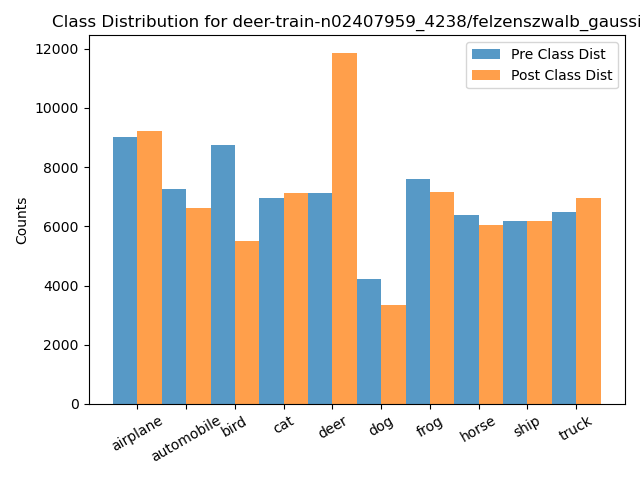 Class Distribution for deer-train-n02407959_4238/felzenszwalb_gaussi
Pre Class Dist
Post Class Dist
Counts
12000
10000
8000
6000
4000
2000
0
airplane
automobile
bird
cat
deer
dog
frog
horse
ship
truck